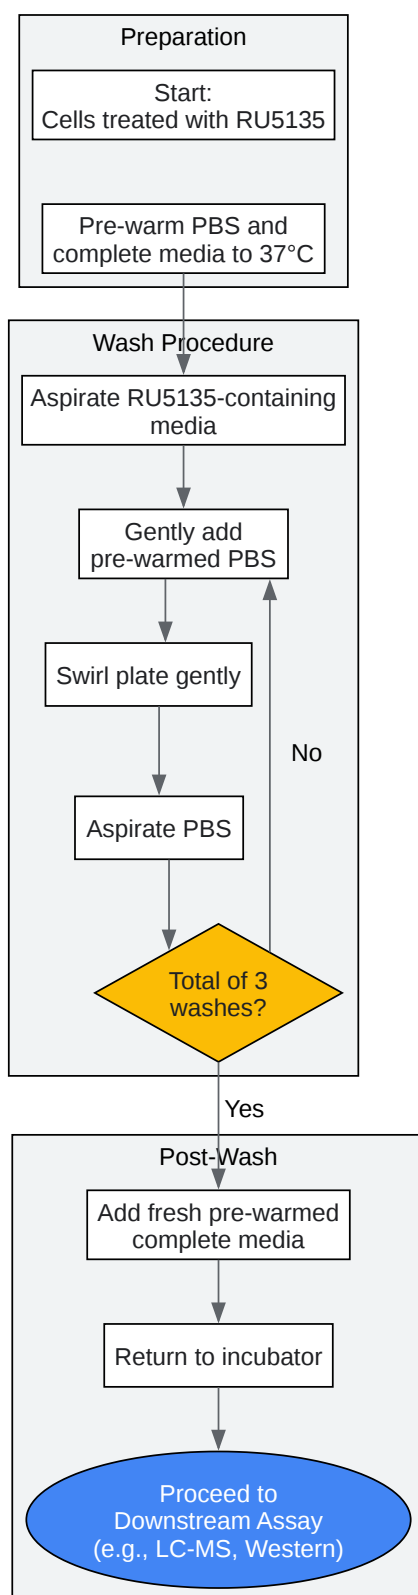 Preparation
Start:
Cells treated with RU5135
Pre-warm PBS and
complete media to 37°C
Wash Procedure
Aspirate RU5135-containing
media
Gently add
pre-warmed PBS
Swirl plate gently
No
Aspirate PBS
Total of 3
washes?
Yes
Post-Wash
Add fresh pre-warmed
complete media
Return to incubator
Proceed to
Downstream Assay
(e.g., LC-MS, Western)